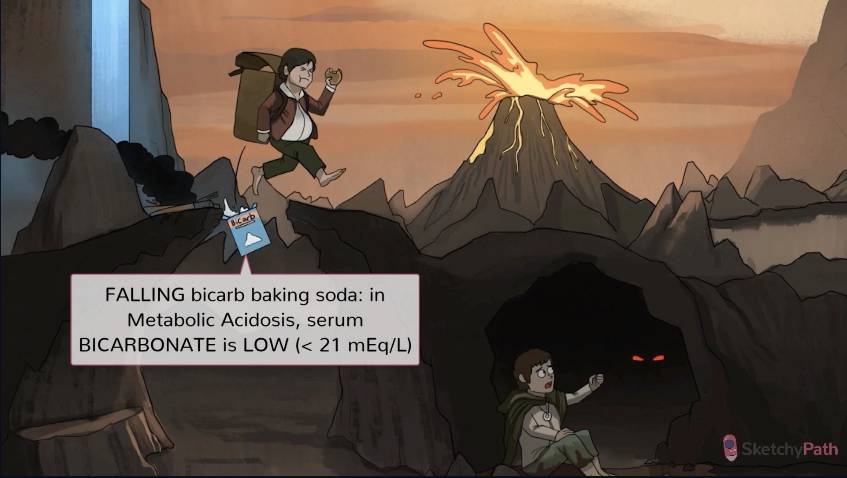 BiCarb
FALLING bicarb baking soda: in
Metabolic Acidosis, serum
BICARBONATE is LOW (< 21 mEq/L)
SketchyPath